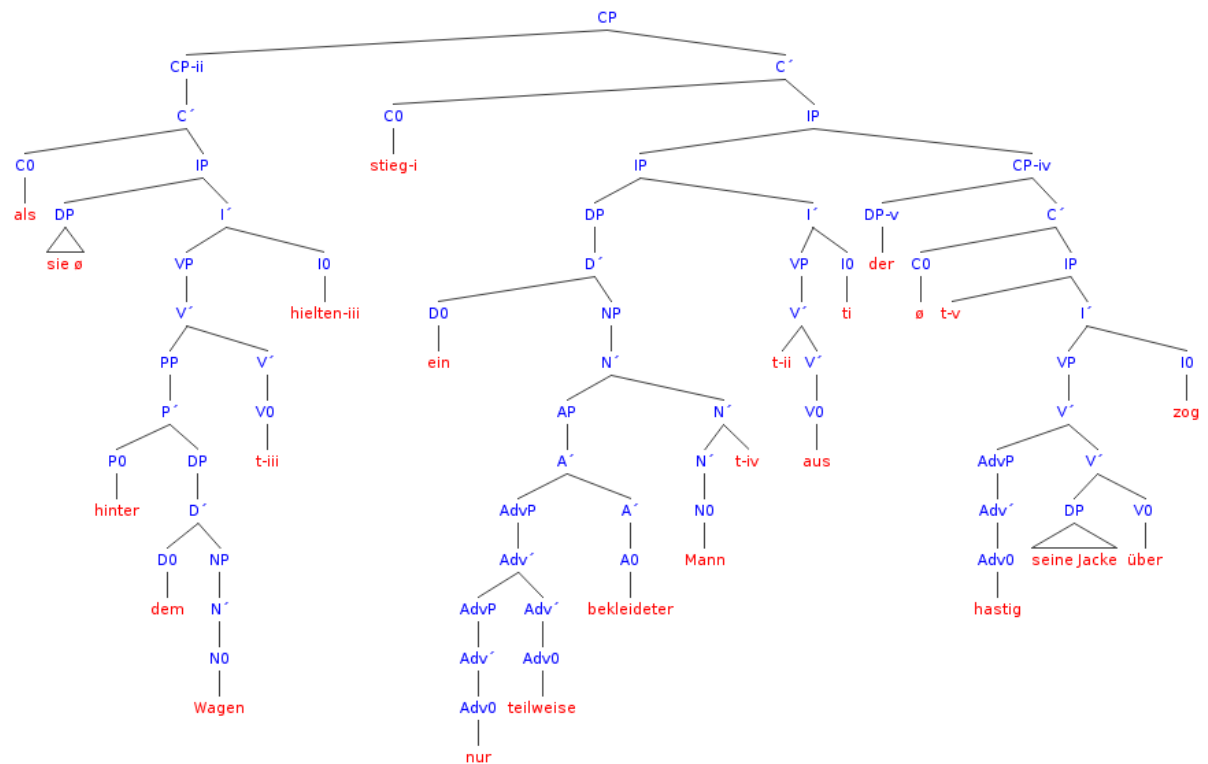 CP
CP-ii C´
C´ C0 IP
C0 IP stieg-i IP CP-iv
als DP I´ DP I´ DP-v C´
sie ø VP I0 D´ VP I0 der C0 IP
V´ hielten-iii D0 NP V´ ti ø t-v I´
PP V´ ein N´ t-ii V´ VP I0
P´ V0 AP N´ V0 V´ zog
P0 DP t-iii A´ N´ t-iv aus AdvP V´
hinter D´ AdvP A´ N0 Adv´ DP V0
D0 NP Adv´ A0 Mann Adv0 seine Jacke über
dem N´ AdvP Adv´ bekleideter hastig
N0 Adv´ Adv0
Wagen Adv0 teilweise
nur